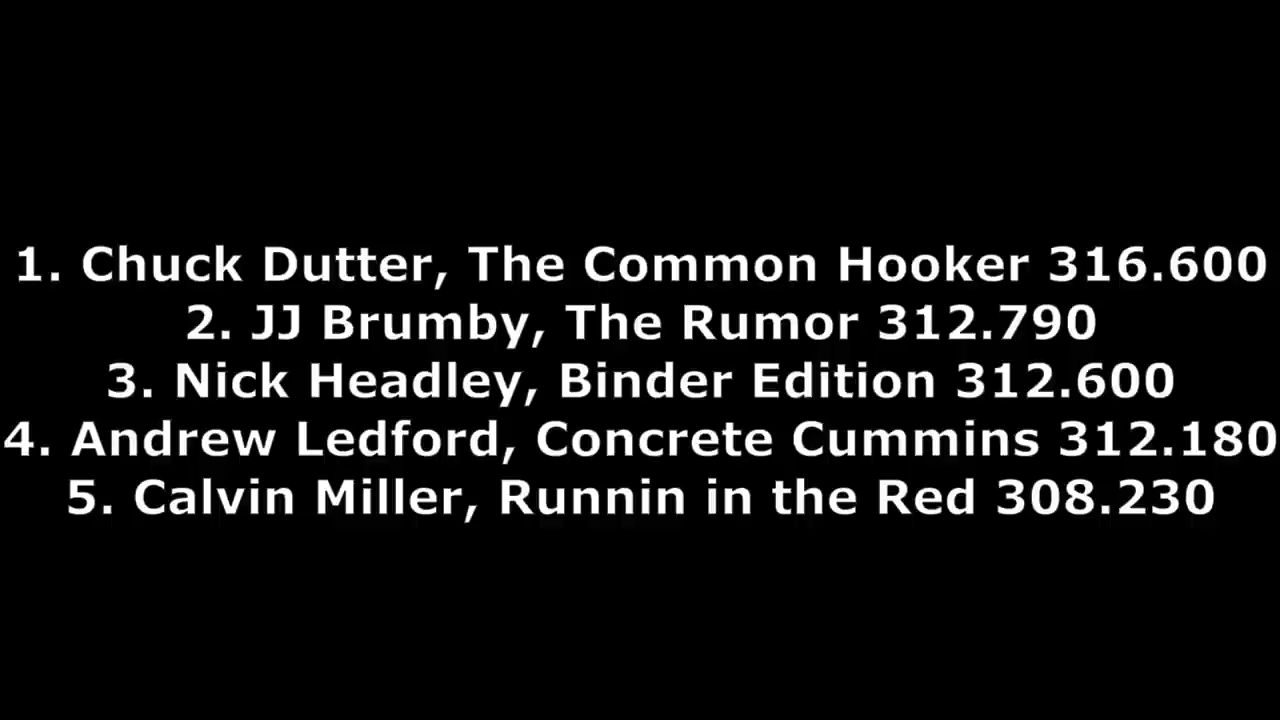 1. Chuck Dutter, The Common Hooker 316.600
2. JJ Brumby, The Rumor 312.790
3. Nick Headley, Binder Edition 312.600
4. Andrew Ledford, Concrete Cummins 312.180
5. Calvin Miller, Runnin in the Red 308.230